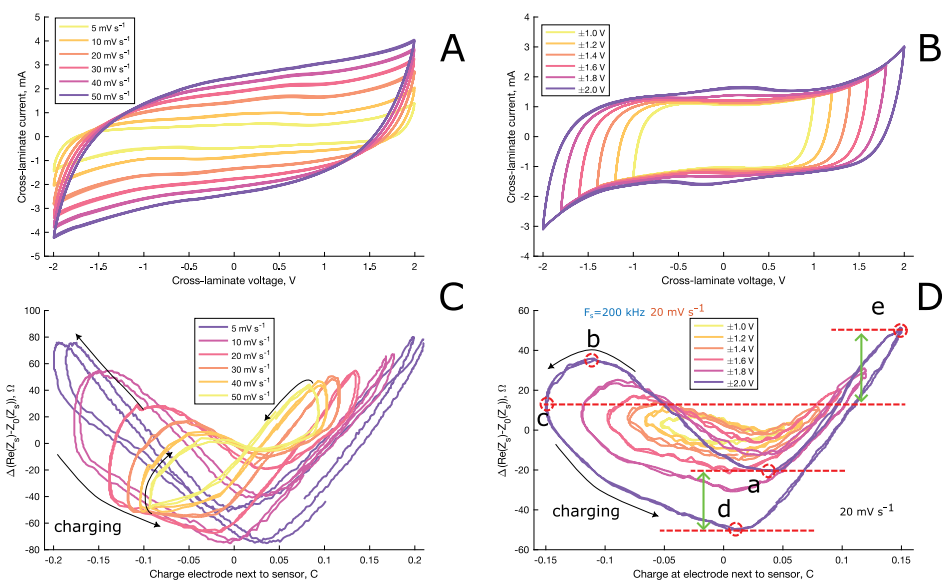 A
5 mV s⁻¹
10 mV s⁻¹
20 mV s⁻¹
30 mV s⁻¹
40 mV s⁻¹
50 mV s⁻¹
Cross-laminate current, mA
5
4
3
2
1
0
-1
-2
-3
-4
-5
-2
-1.5
-1
-0.5
0
0.5
1
1.5
2
Cross-laminate voltage, V
B
±1.0 V
±1.2 V
±1.4 V
±1.6 V
±1.8 V
±2.0 V
Cross-laminate current, mA
4
3
2
1
0
-1
-2
-3
-4
-2
-1.5
-1
-0.5
0
0.5
1
1.5
2
Cross-laminate voltage, V
C
5 mV s⁻¹
10 mV s⁻¹
20 mV s⁻¹
30 mV s⁻¹
40 mV s⁻¹
50 mV s⁻¹
charging
Δ(Re(Zₛ)-Z₀(Zₛ)), Ω
100
80
60
40
20
0
-20
-40
-60
-80
-0.2
-0.15
-0.1
-0.05
0
0.05
0.1
0.15
0.2
Charge electrode next to sensor, C
D
Fₛ=200 kHz 20 mV s⁻¹
±1.0 V
±1.2 V
±1.4 V
±1.6 V
±1.8 V
±2.0 V
e
b
c
a
d
charging
20 mV s⁻¹
Δ(Re(Zₛ)-Z₀(Zₛ)), Ω
60
40
20
0
-20
-40
-60
-0.15
-0.1
-0.05
0
0.05
0.1
0.15
Charge at electrode next to sensor, C